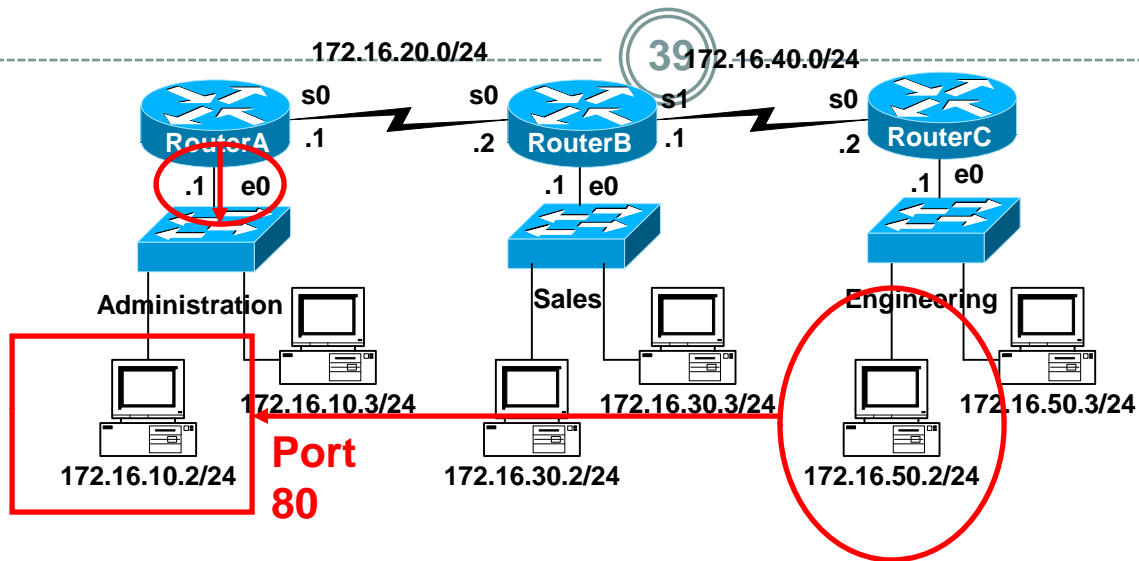 172.16.20.0/24
39
172.16.40.0/24
s0
s0
s1
s0
RouterA
.1
.2
RouterB
.1
.2
RouterC
.1
e0
.1
e0
.1
e0
Administration
Sales
Engineering
172.16.10.3/24
172.16.30.3/24
172.16.50.3/24
Port
80
172.16.10.2/24
172.16.30.2/24
172.16.50.2/24